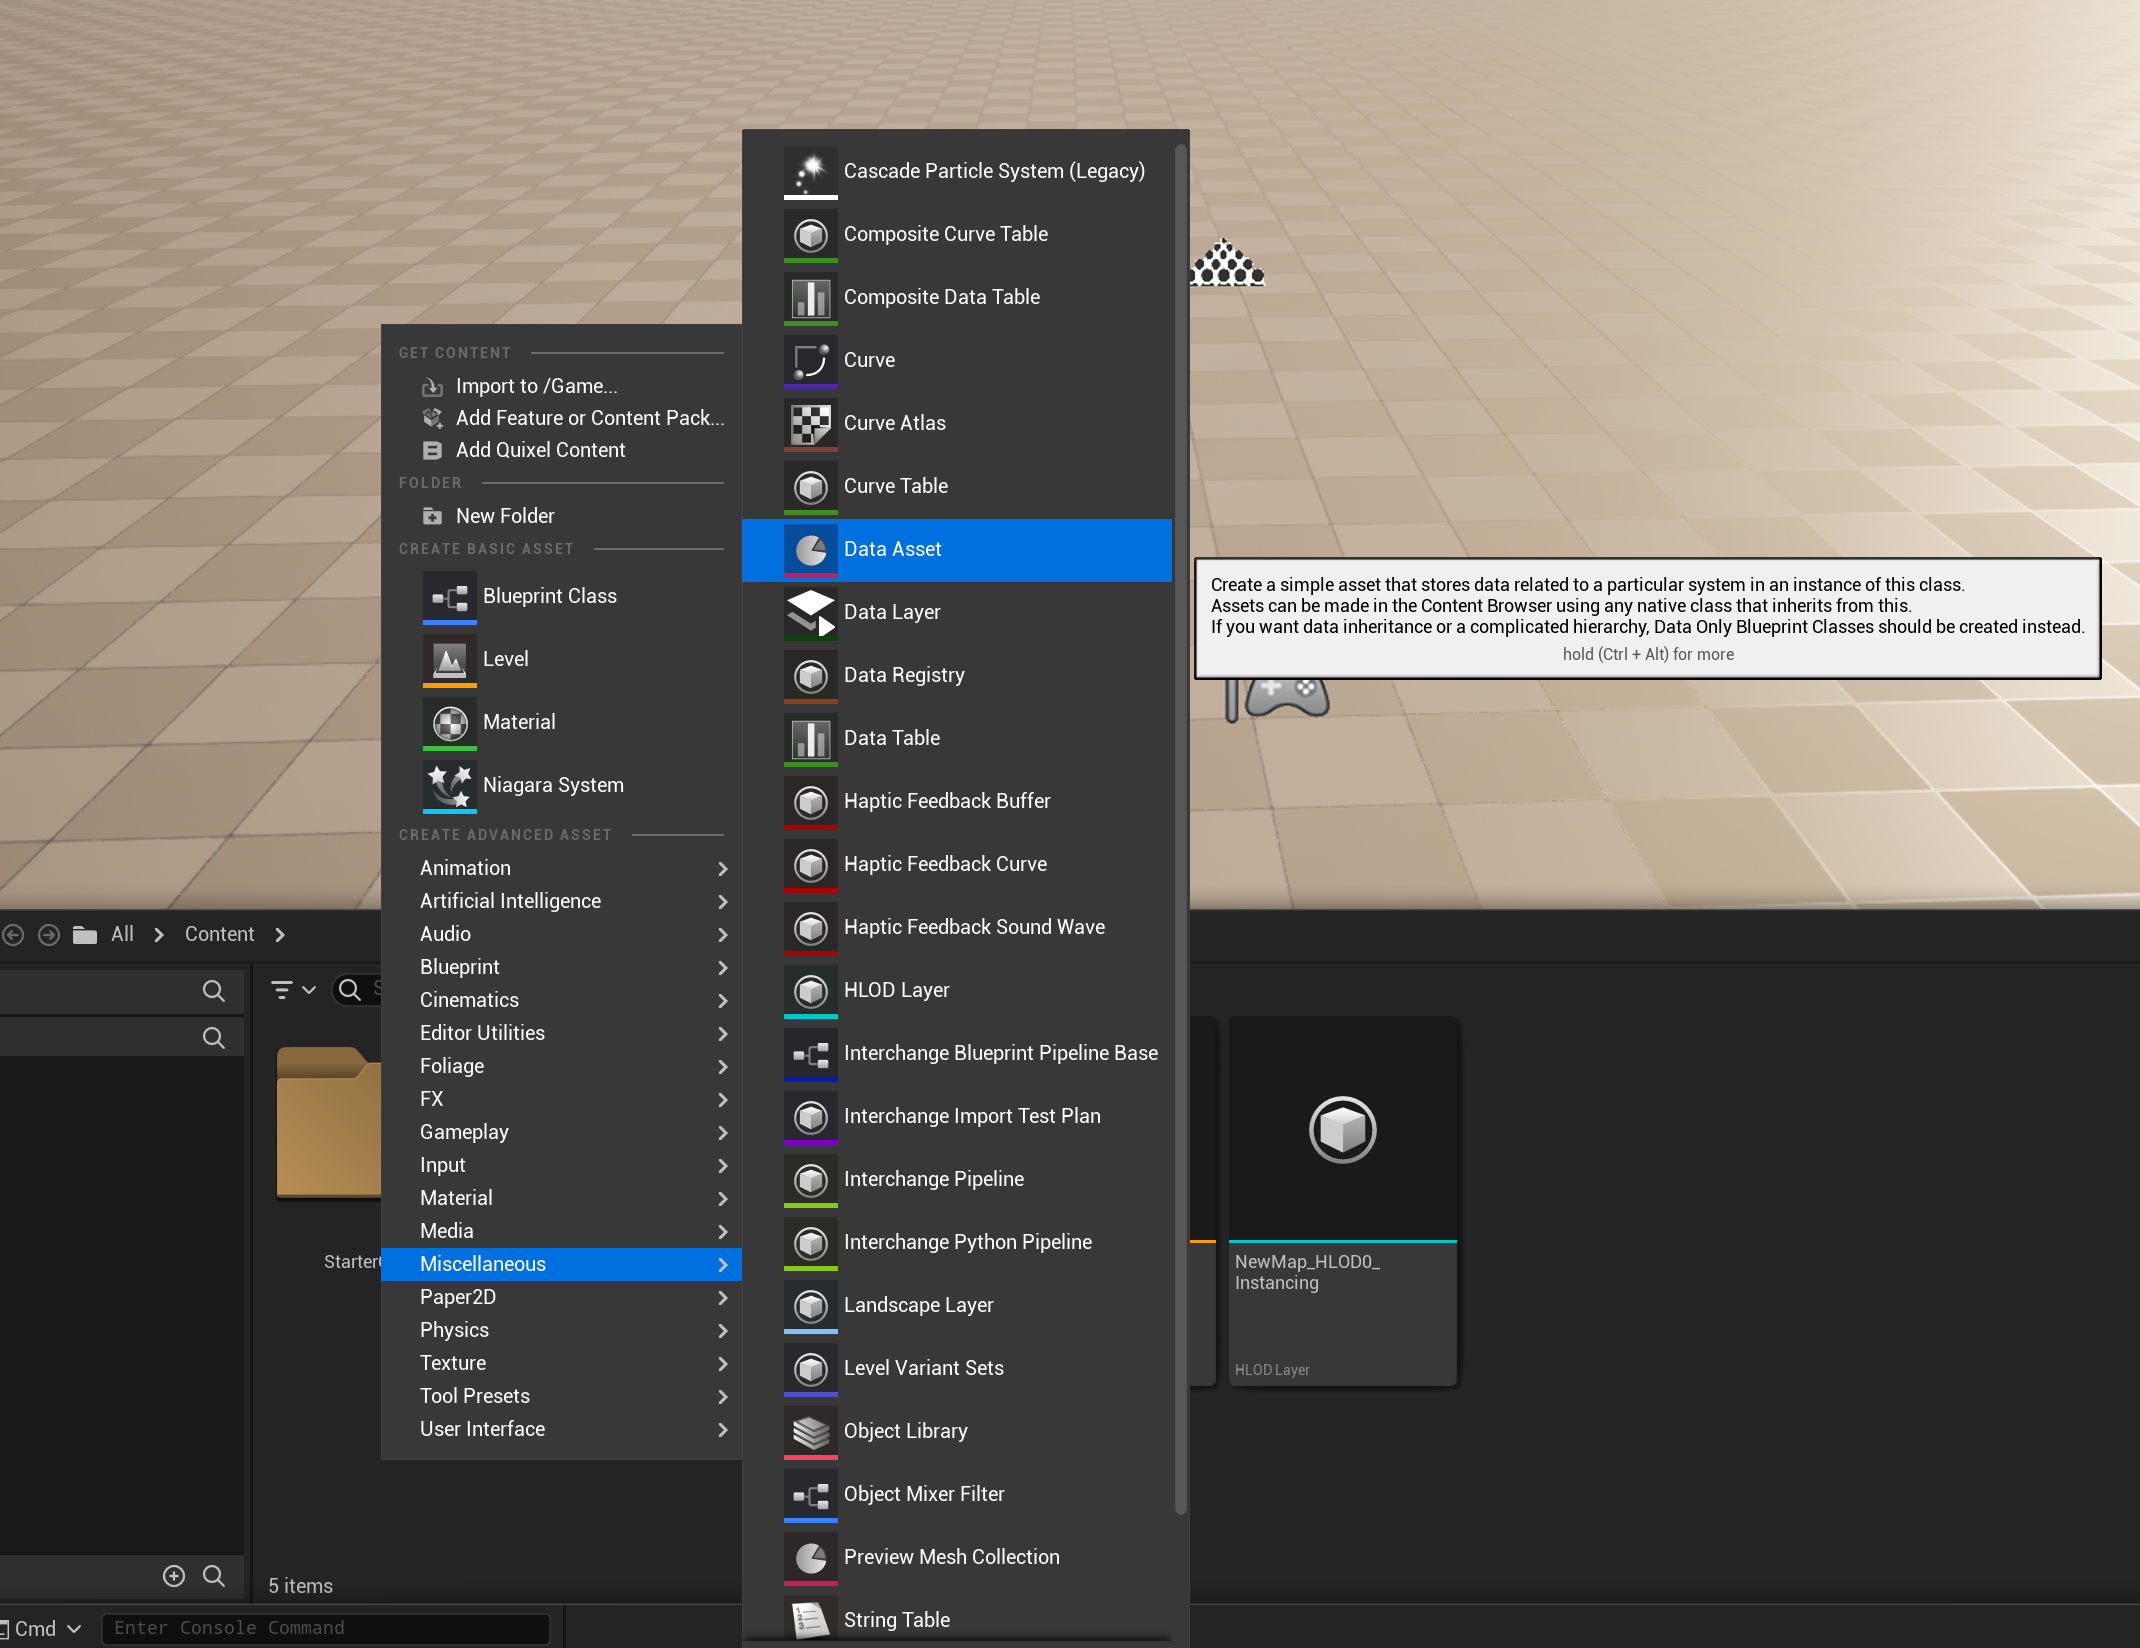 GET CONTENT
Import to /Game...
Add Feature or Content Pack...
Add Quixel Content
FOLDER
New Folder
CREATE BASIC ASSET
Blueprint Class
Level
Material
Niagara System
CREATE ADVANCED ASSET
Animation
Artificial Intelligence
Audio
Blueprint
Cinematics
Editor Utilities
Foliage
FX
Gameplay
Input
Material
Media
Miscellaneous
Paper2D
Physics
Texture
Tool Presets
User Interface
Cascade Particle System (Legacy)
Composite Curve Table
Composite Data Table
Curve
Curve Atlas
Curve Table
Data Asset
Data Layer
Data Registry
Data Table
Haptic Feedback Buffer
Haptic Feedback Curve
Haptic Feedback Sound Wave
HLOD Layer
Interchange Blueprint Pipeline Base
Interchange Import Test Plan
Interchange Pipeline
Interchange Python Pipeline
Landscape Layer
Level Variant Sets
Object Library
Object Mixer Filter
Preview Mesh Collection
String Table
Create a simple asset that stores data related to a particular system in an instance of this class.
Assets can be made in the Content Browser using any native class that inherits from this.
If you want data inheritance or a complicated hierarchy, Data Only Blueprint Classes should be created instead.
hold (Ctrl + Alt) for more
All
Content
Starter
NewMap_HLOD0_
Instancing
HLOD Layer
5 items
Cmd
Enter Console Command